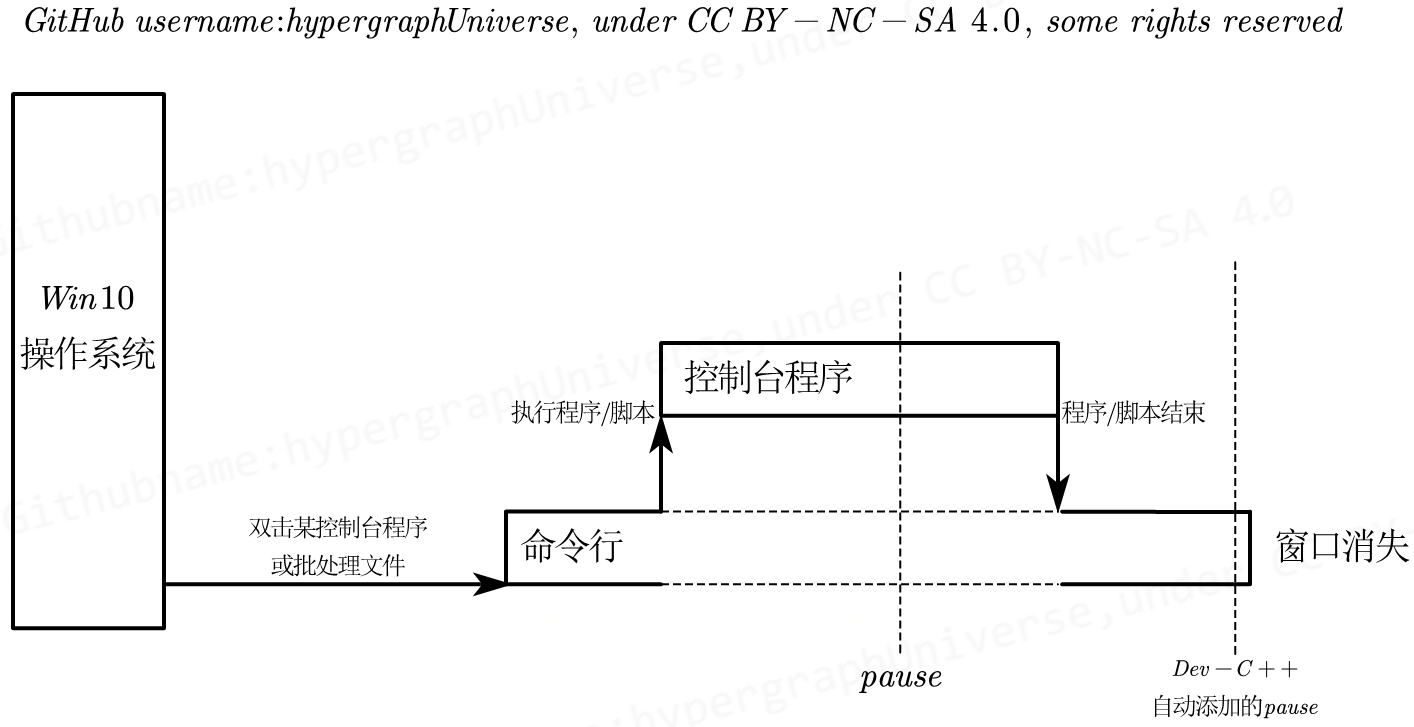 GitHub username:hypergraphUniverse, under CC BY-NC-SA 4.0, some rights reserved
Githubname:hypergraphUniverse,under CC
Win10
操作系统
控制台程序
执行程序/脚本
程序/脚本结束
Githubname:hypergraphUniverse,under CC BY-NC-SA 4.0
双击某控制台程序
或批处理文件
命令行
窗口消失
pause
Dev-C++
自动添加的pause
:hypergraphUniverse,under CC BY-